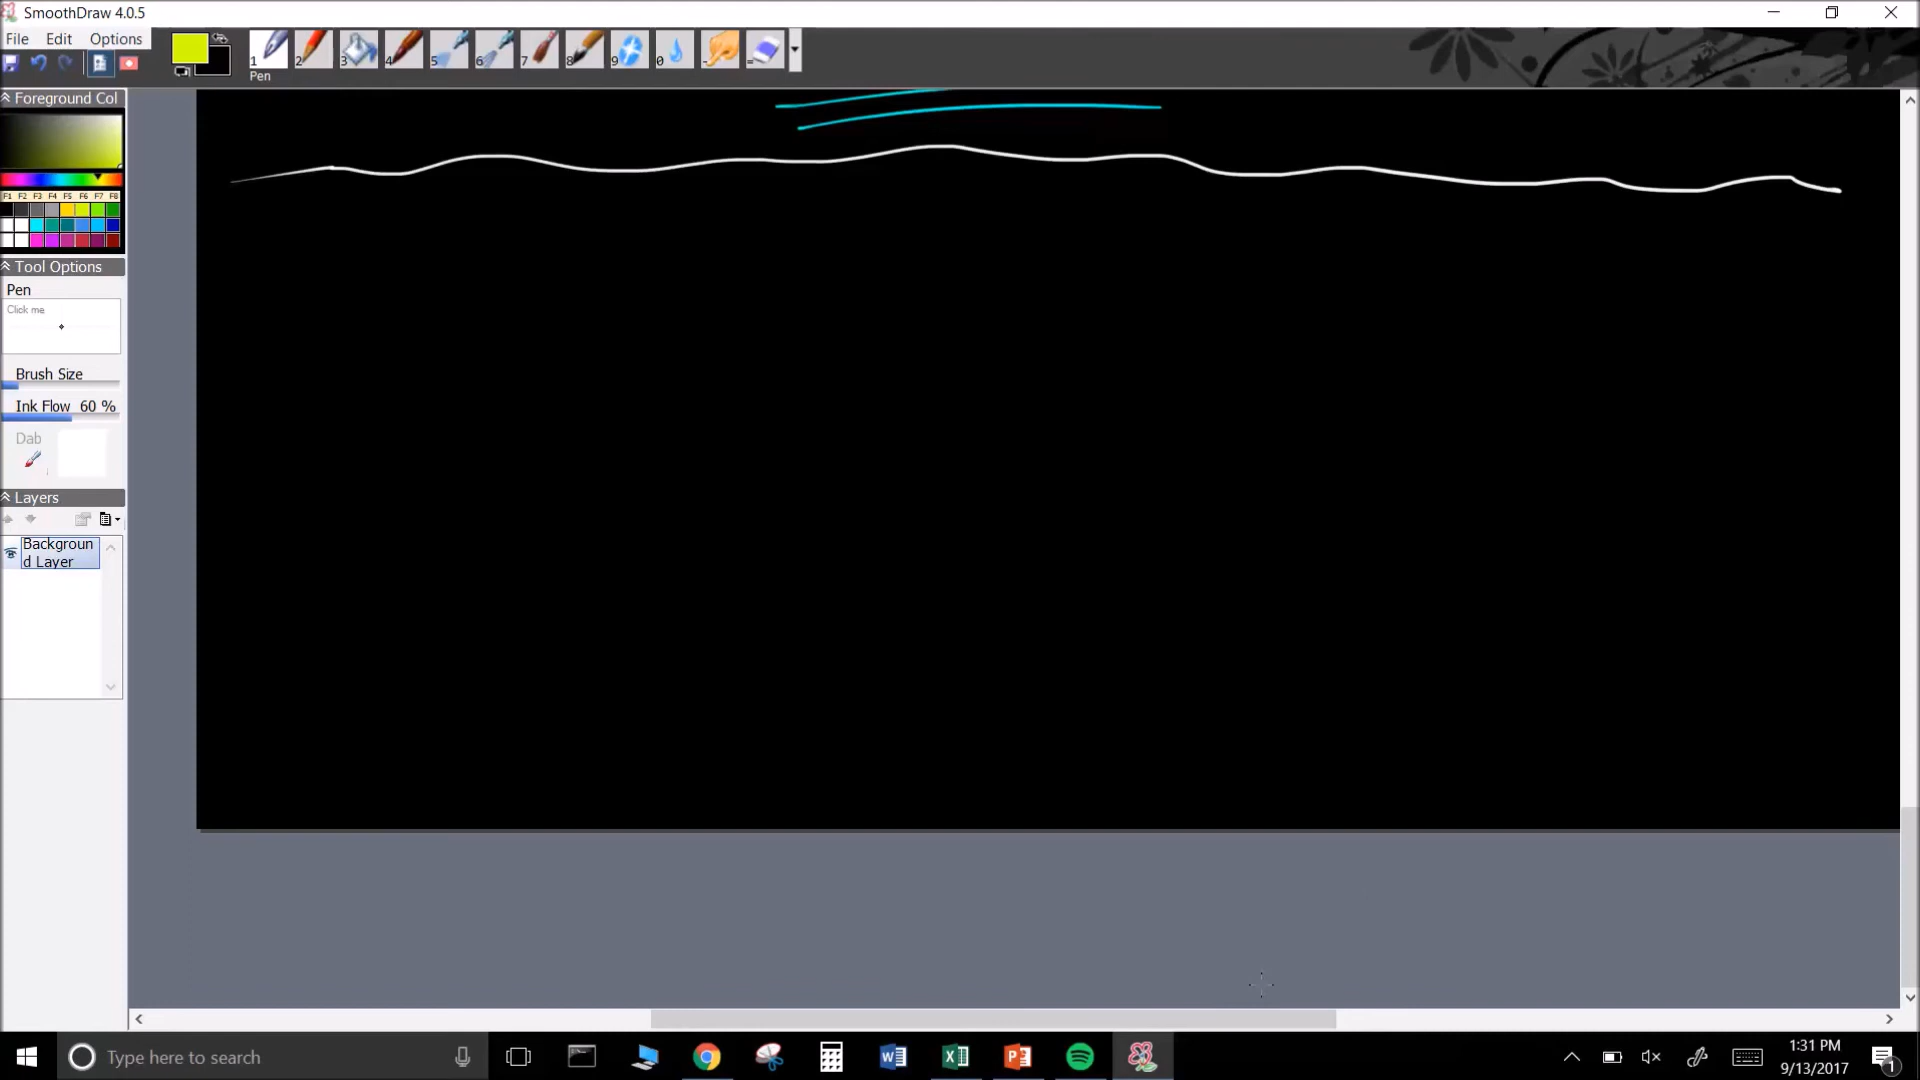 SmoothDraw 4.0.5
File Edit Options
1 2 3 4 5 6 7 8 9 0 - =
Pen
Foreground Col
F1 F2 F3 F4 F5 F6 F7 F8
Tool Options
Pen
Click me
Brush Size
Ink Flow 60 %
Dab
Layers
Backgroun
d Layer
Type here to search
1:31 PM
9/13/2017
1